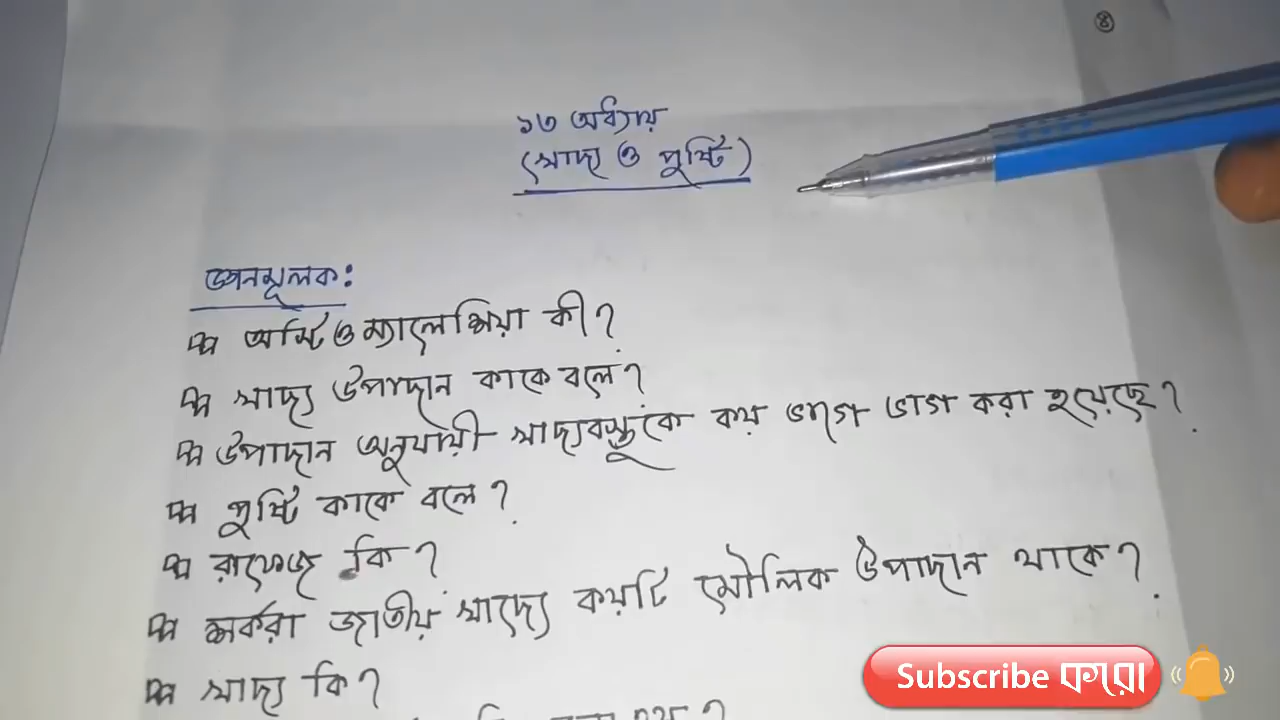 ৪
১৩ অধ্যায়
(খাদ্য ও পুষ্টি)
জ্ঞানমূলক:
অস্টিওম্যালেশিয়া কী?
খাদ্য উপাদান কাকে বলে?
উপাদান অনুযায়ী খাদ্যবস্তুকে কয় ভাগে ভাগ করা হয়েছে?
পুষ্টি কাকে বলে?
রাফেজ কি?
শর্করা জাতীয় খাদ্যে কয়টি মৌলিক উপাদান থাকে?
খাদ্য কি?
Subscribe করো